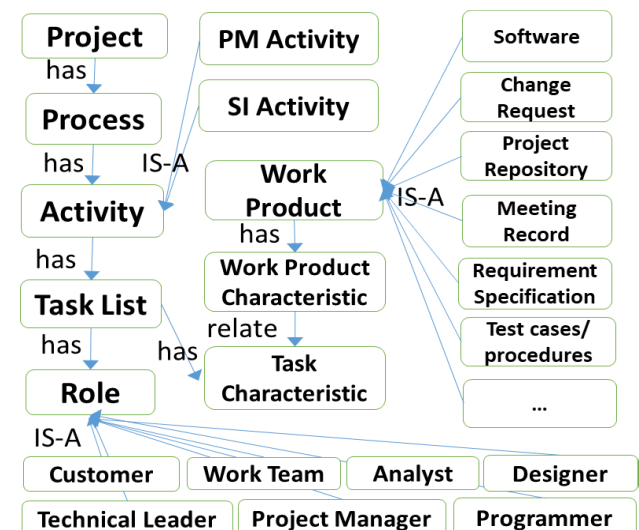 Project
has
Process
has
IS-A
Activity
has
Task List
has
has
Role
IS-A
PM Activity
SI Activity
Work
Product
has
Work Product
Characteristic
relate
Task
Characteristic
IS-A
Software
Change
Request
Project
Repository
Meeting
Record
Requirement
Specification
Test cases/
procedures
...
Customer
Work Team
Analyst
Designer
Technical Leader
Project Manager
Programmer